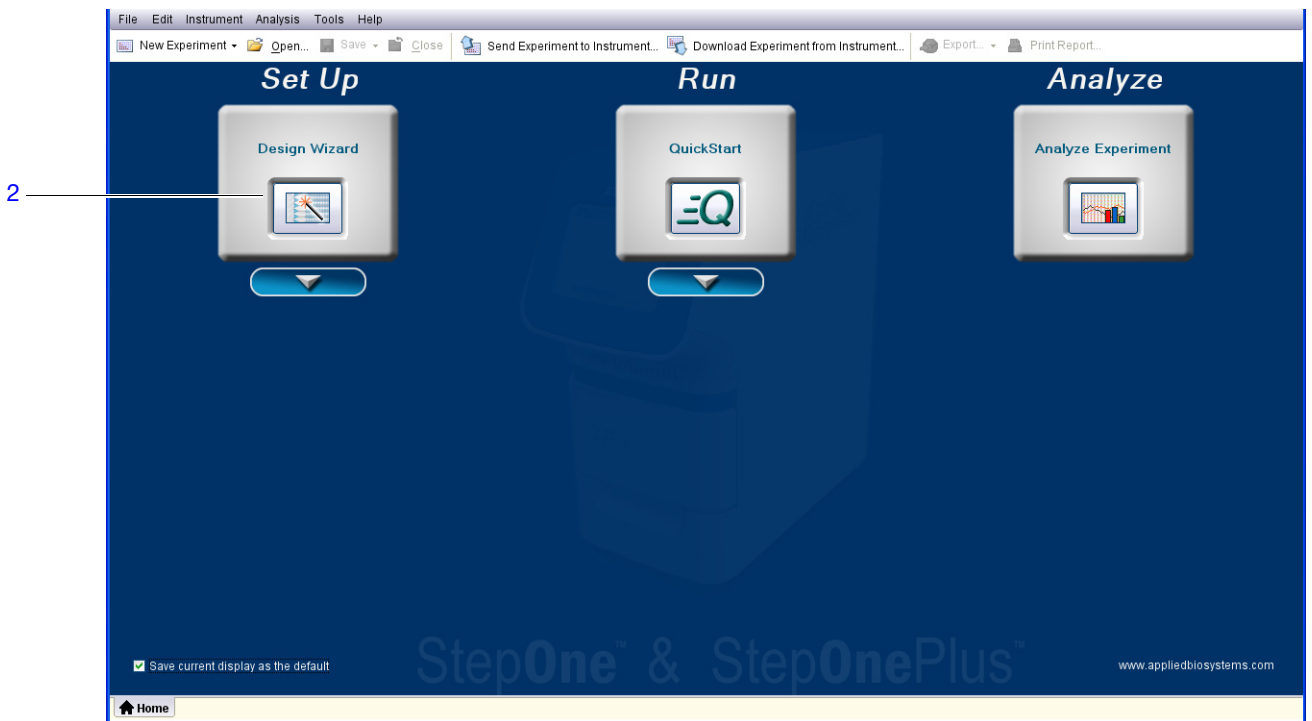 File Edit Instrument Analysis Tools Help
New Experiment Open... Save Close Send Experiment to Instrument... Download Experiment from Instrument... Export... Print Report...
Set Up Run Analyze
Design Wizard QuickStart Analyze Experiment
2
Q
StepOne™ & StepOnePlus™
Save current display as the default www.appliedbiosystems.com
Home